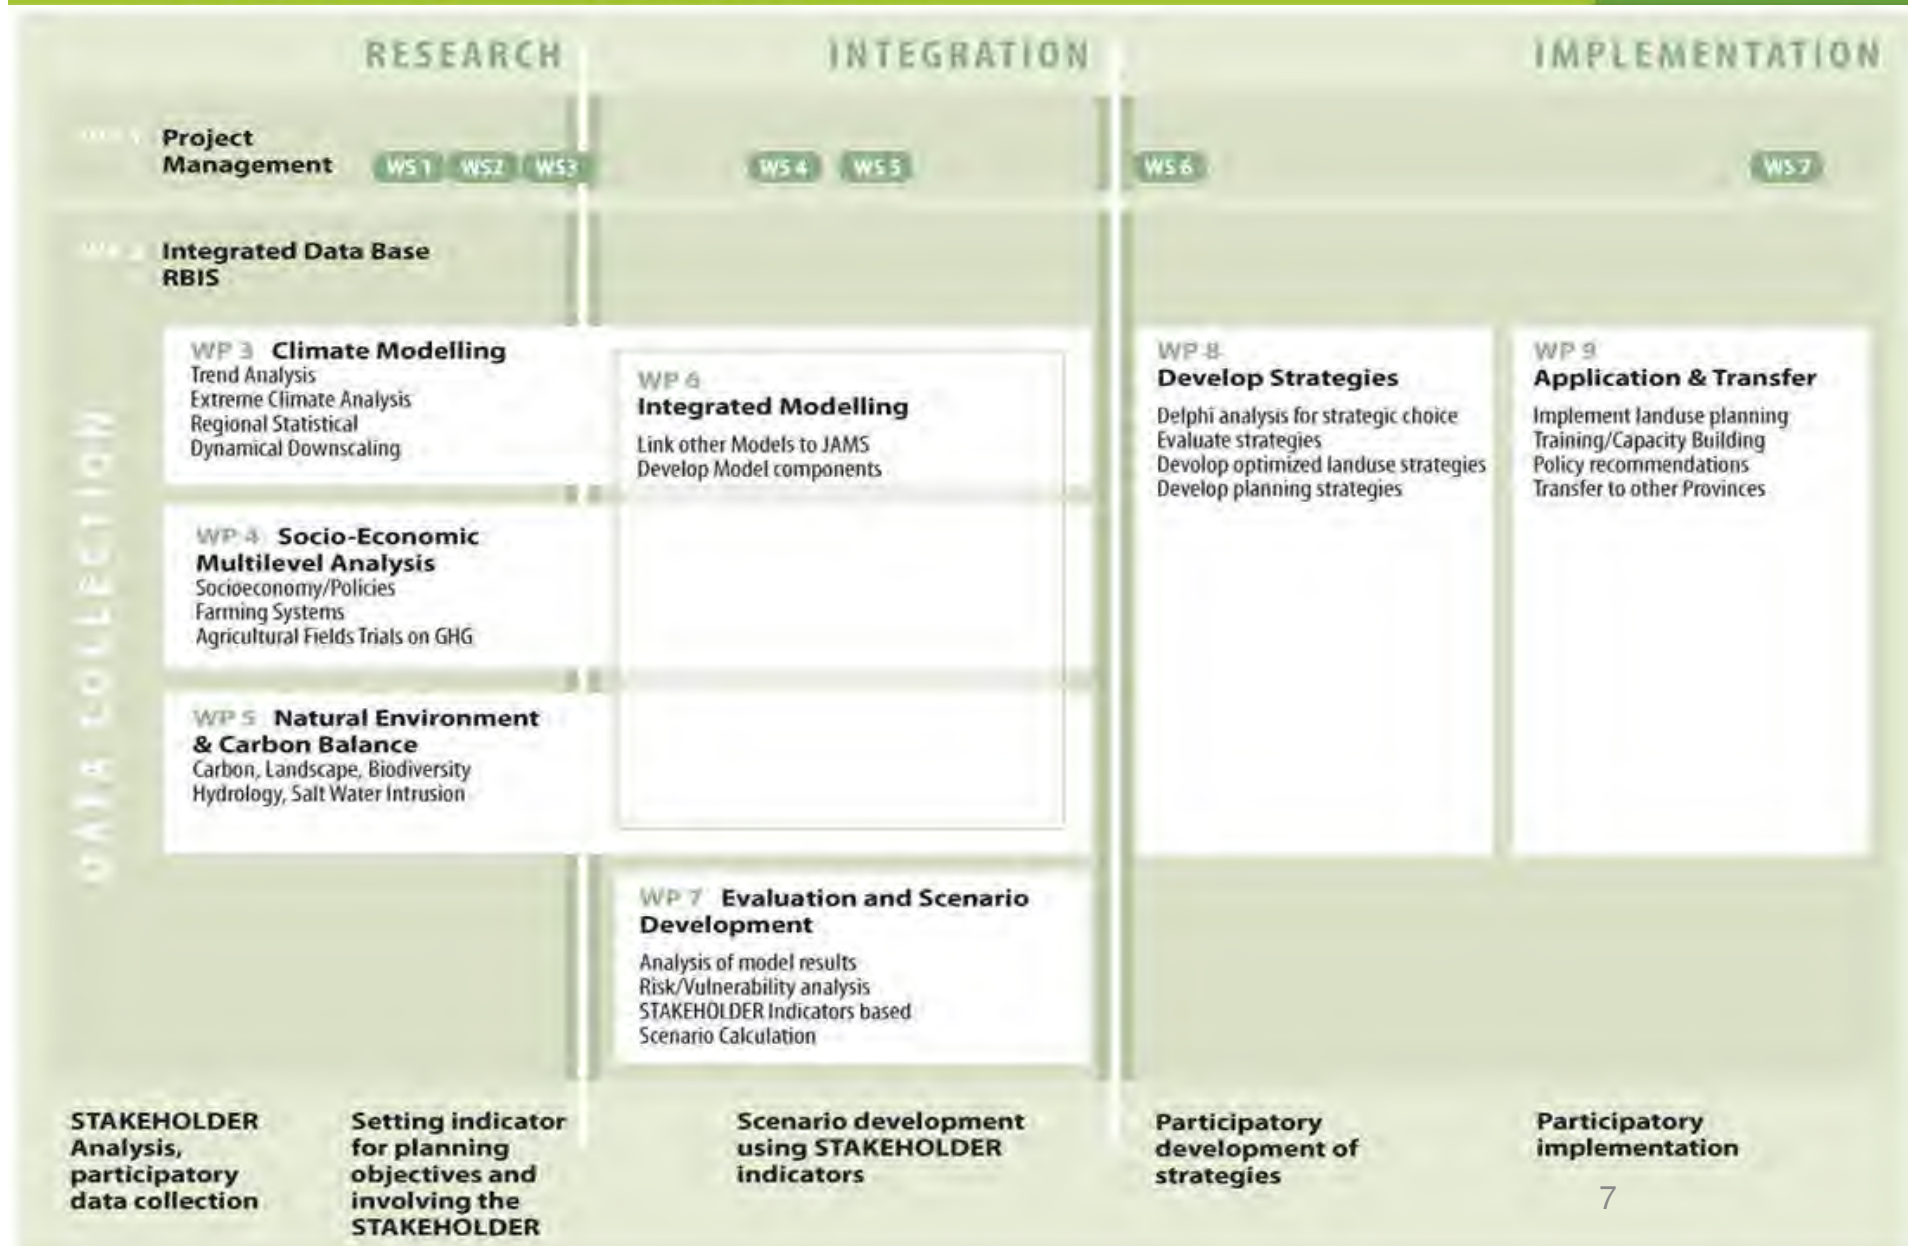 RESEARCH
INTEGRATION
IMPLEMENTATION
Project
Management
WS 1
WS2
WS3
WS 4
WS 5
WS 6
WS 7
Integrated Data Base
RBIS
DATA COLLECTION
WP 3 Climate Modelling
Trend Analysis
Extreme Climate Analysis
Regional Statistical
Dynamical Downscaling
WP 4 Socio-Economic
Multilevel Analysis
Socioeconomy/Policies
Farming Systems
Agricultural Fields Trials on GHG
WP 5 Natural Environment
& Carbon Balance
Carbon, Landscape, Biodiversity
Hydrology, Salt Water Intrusion
WP 6
Integrated Modelling
Link other Models to JAMS
Develop Model components
WP 7 Evaluation and Scenario
Development
Analysis of model results
Risk/Vulnerability analysis
STAKEHOLDER Indicators based
Scenario Calculation
WP 8
Develop Strategies
Delphi analysis for strategic choice
Evaluate strategies
Devolop optimized landuse strategies
Develop planning strategies
WP 9
Application & Transfer
Implement landuse planning
Training/Capacity Building
Policy recommendations
Transfer to other Provinces
STAKEHOLDER
Analysis,
participatory
data collection
Setting indicator
for planning
objectives and
involving the
STAKEHOLDER
Scenario development
using STAKEHOLDER
indicators
Participatory
development of
strategies
Participatory
implementation
7